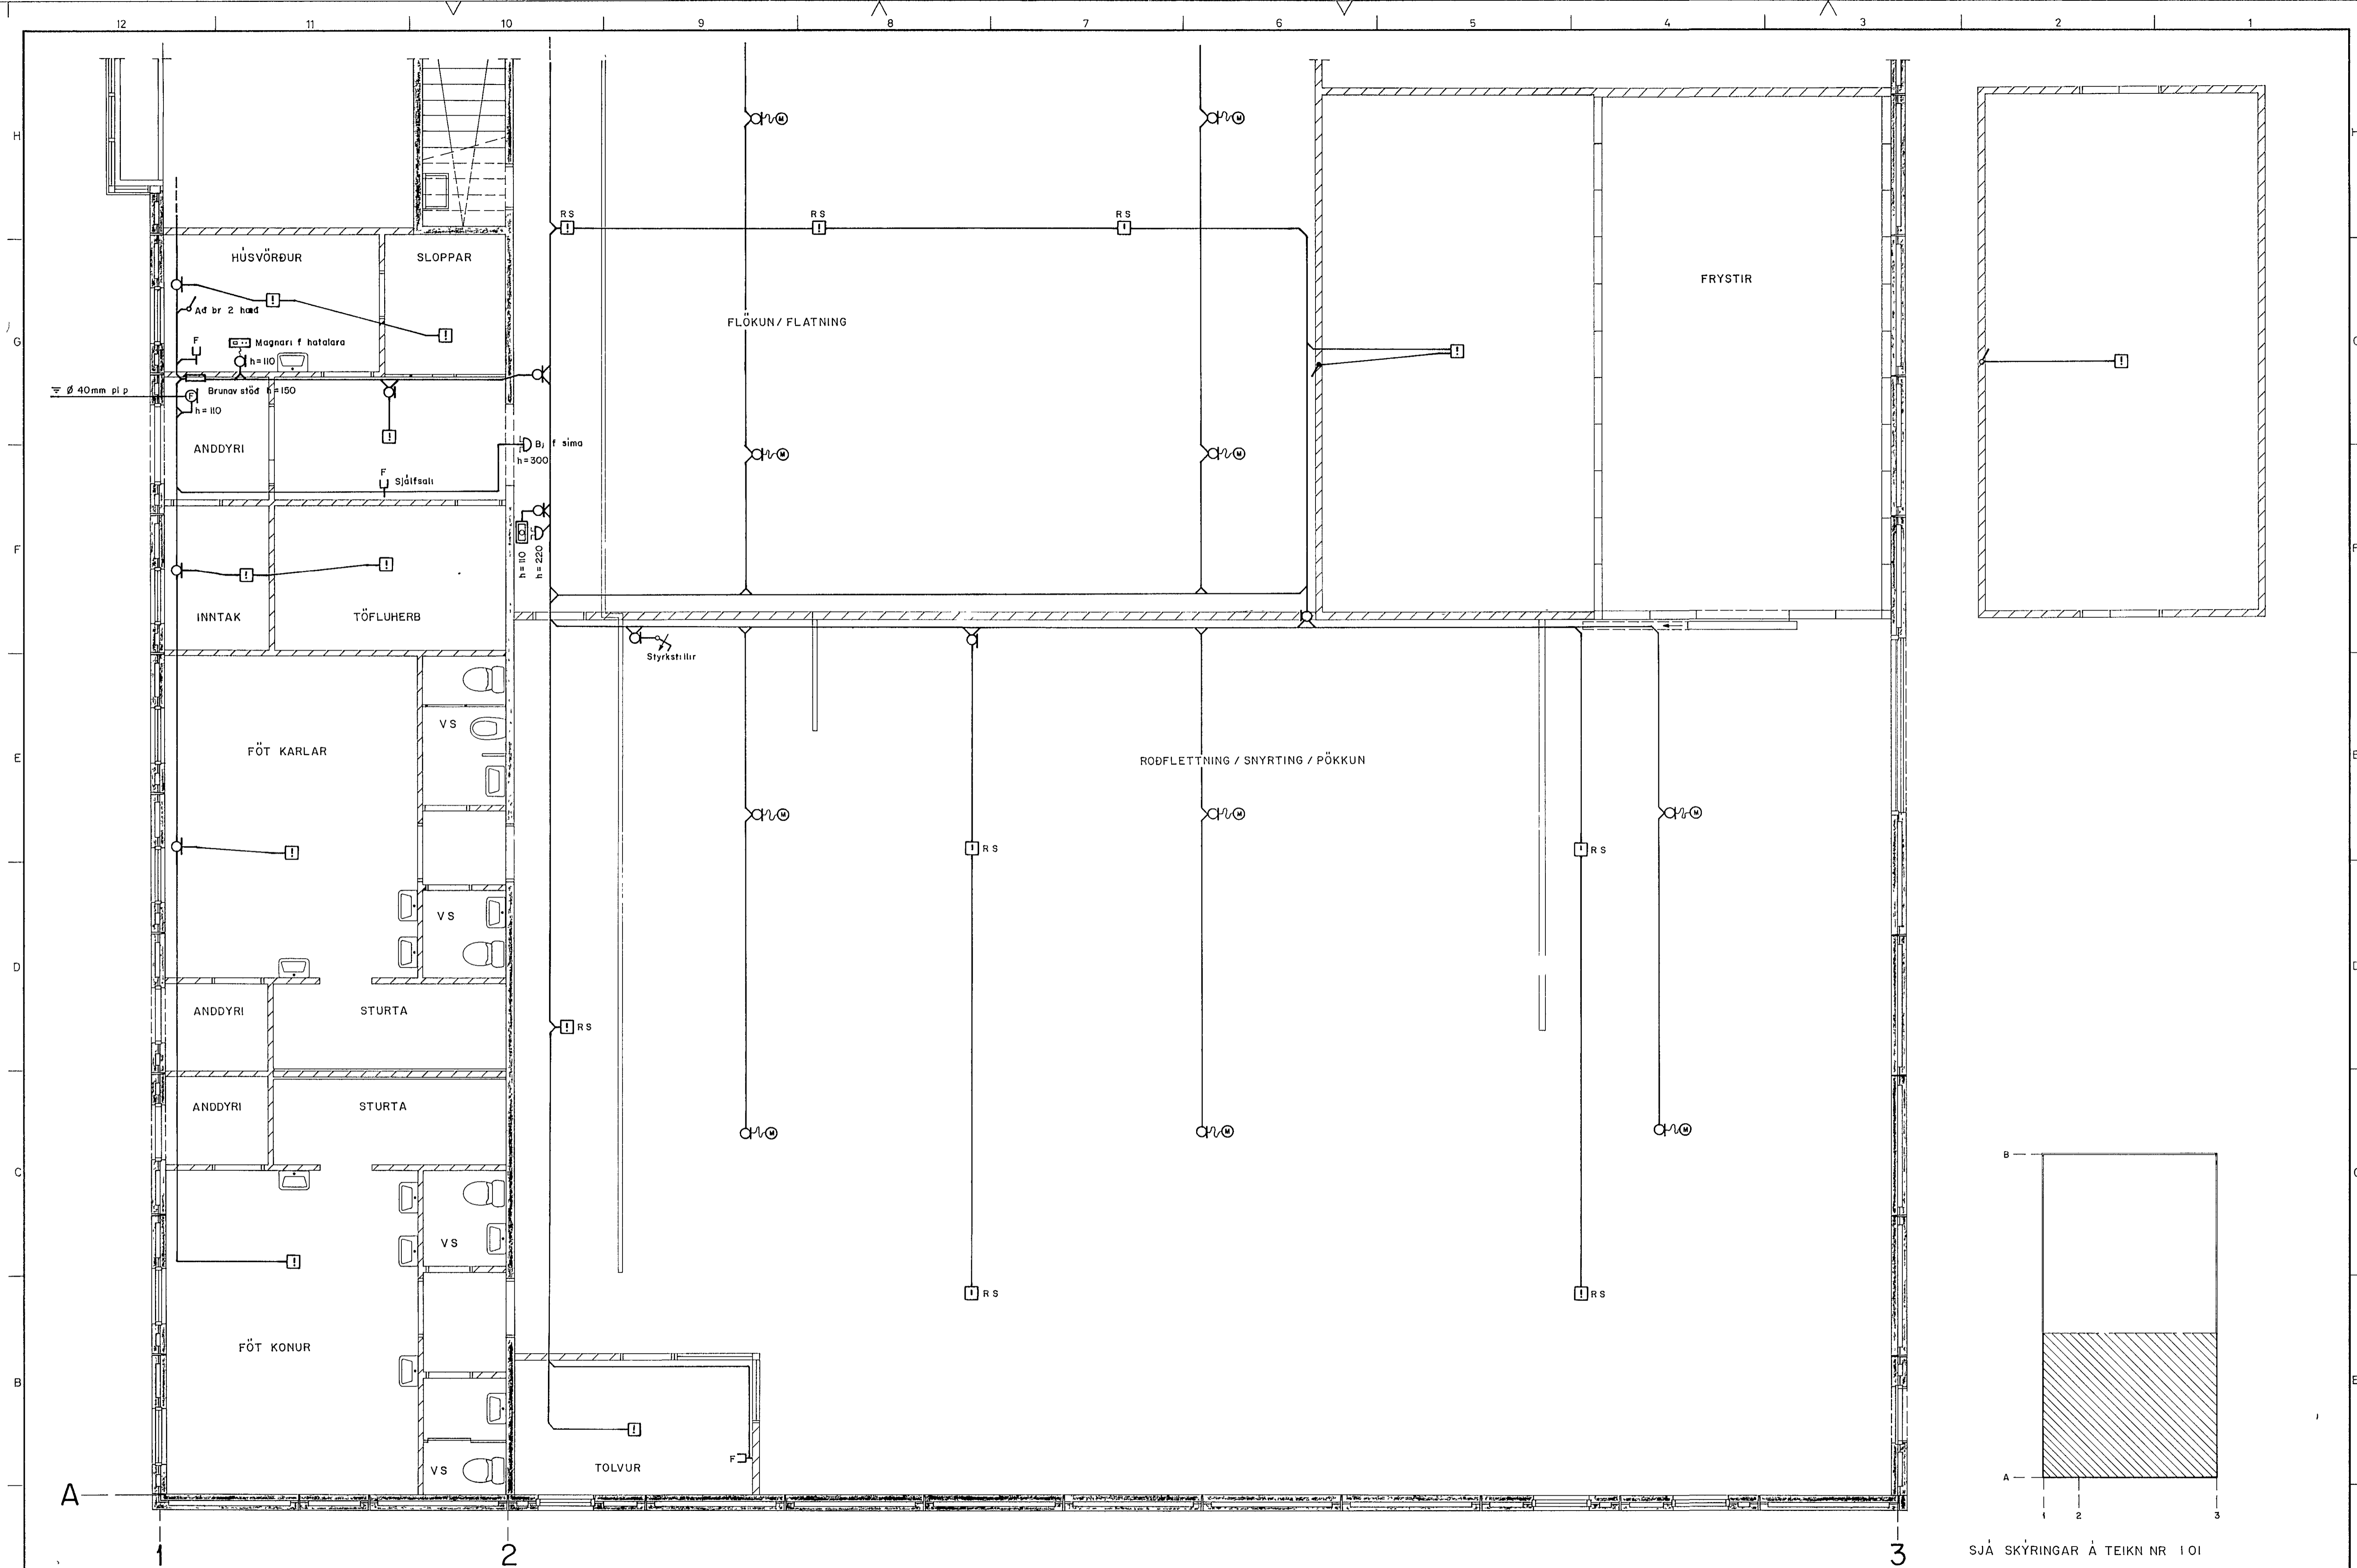 12 11 10 9 8 7 6 5 4 3 2 1
H
RS RS RS
HÚSVÖRÐUR SLOPPAR
FRYSTIR
Að br 2 hæð
FLÖKUN/FLATNING
G
F
Magnari f hatalara
h=110
Ø 40mm píp
Brunav stöð h=150
F
h=110
ANDDYRI
Bj f síma
h=300
F
Sjálfsali
h=110
h=220
F
INNTAK TÖFLUHERB
Styrkstillir
VS
FÖT KARLAR
ROÐFLETTNING / SNYRTING / PÖKKUN
E
M M M M M M M M M M
RS RS
VS
D
ANDDYRI STURTA
RS
ANDDYRI STURTA
C
VS
RS RS
FÖT KONUR
B
F
VS
TOLVUR
A
1 2 3
B
A
1 2 3
SJÁ SKÝRINGAR Á TEIKN NR 101